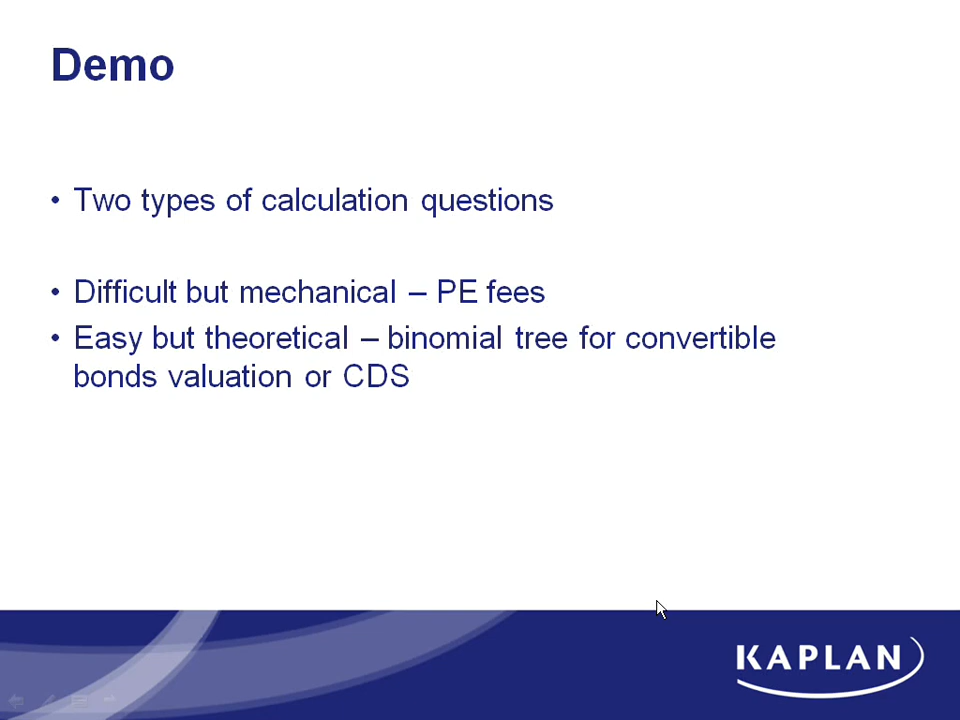 Demo
• Two types of calculation questions
• Difficult but mechanical – PE fees
• Easy but theoretical – binomial tree for convertible
bonds valuation or CDS
KAPLAN